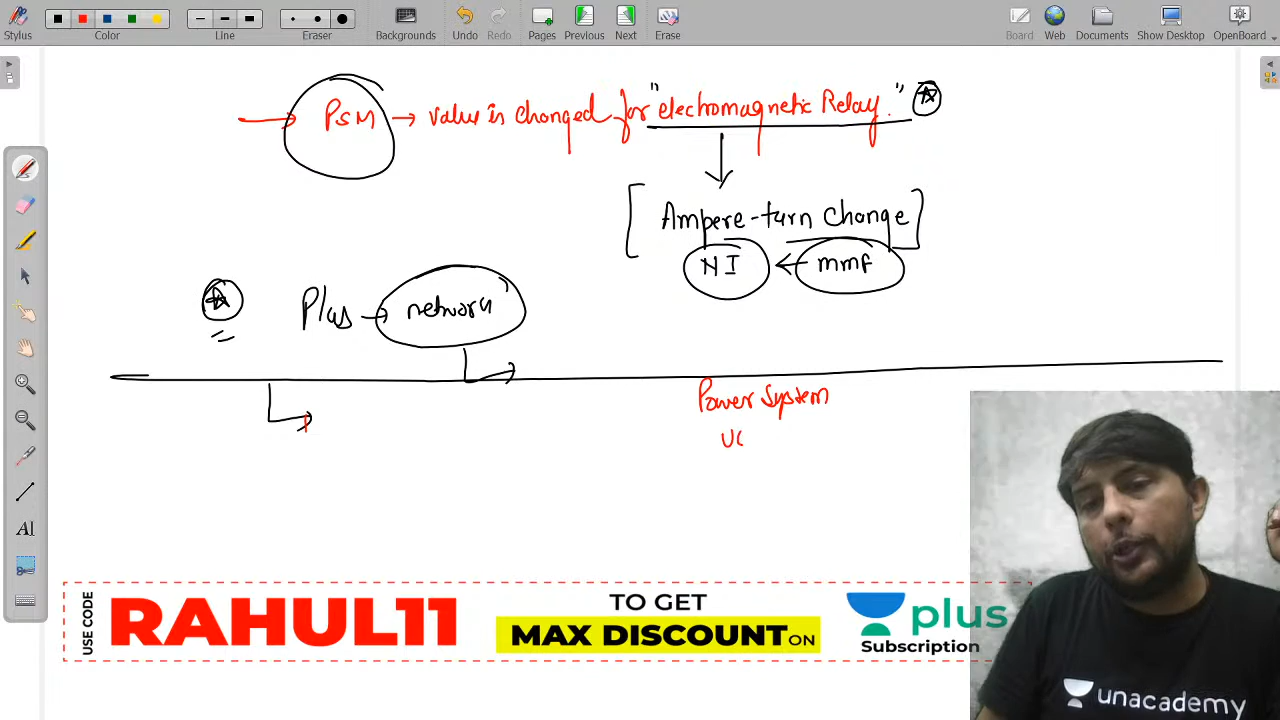 Stylus
Color
Line
Eraser
Backgrounds
Undo
Redo
Pages
Previous
Next
Erase
Board
Web
Documents
Show Desktop
OpenBoard
PSM → value is changed for "electromagnetic Relay."
[Ampere-turn change]
NI ← mmf
Plus → network
Power System
AI
USE CODE
RAHUL11
TO GET
MAX DISCOUNT ON
plus
Subscription
unacademy